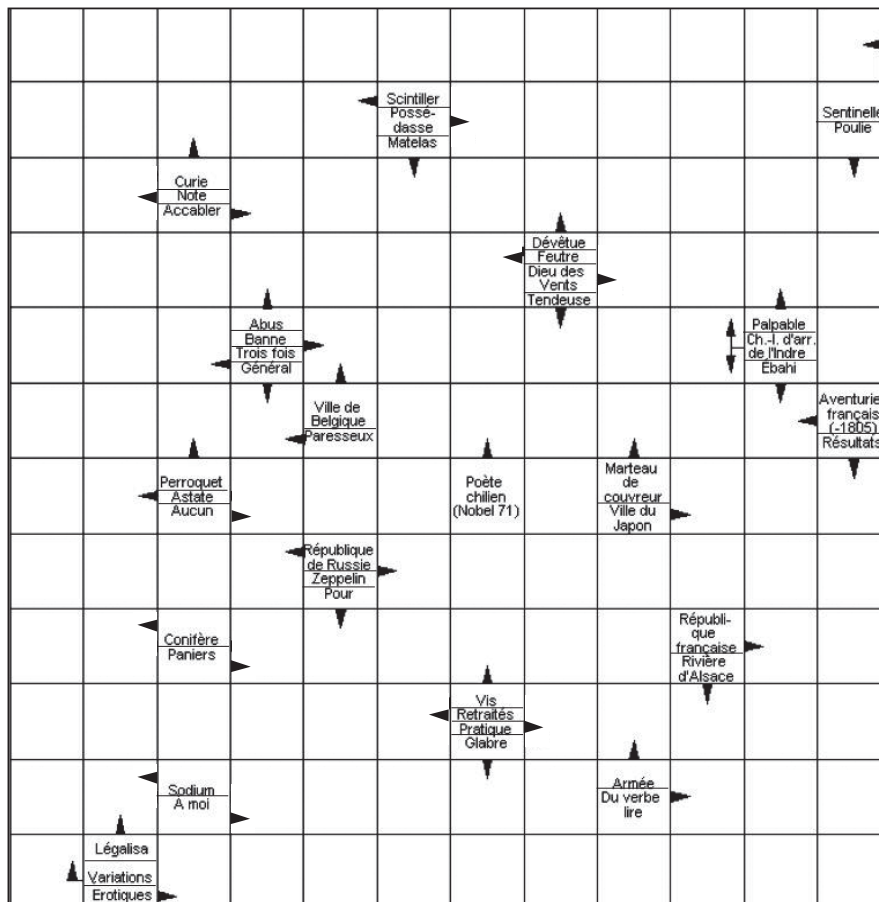 Scintiller
Possé-
dasse
Matelas
Sentinelle
Poulie
Curie
Note
Accabler
Dévêtue
Feutre
Dieu des
Vents
Tendeuse
Abus
Banne
Trois fois
Général
Palpable
Ch.-l. d'arr.
de l'Indre
Ébahi
Ville de
Belgique
Paresseux
Aventurie
français
(-1805)
Résultats
Perroquet
Astate
Aucun
Poète
chilien
(Nobel 71)
Marteau
de
couvreur
Ville du
Japon
République
de Russie
Zeppelin
Pour
Conifère
Paniers
Républi-
que
française
Rivière
d'Alsace
Vis
Retraités
Pratique
Glabre
Sodium
A moi
Armée
Du verbe
lire
Légalisa
Variations
Erotiques